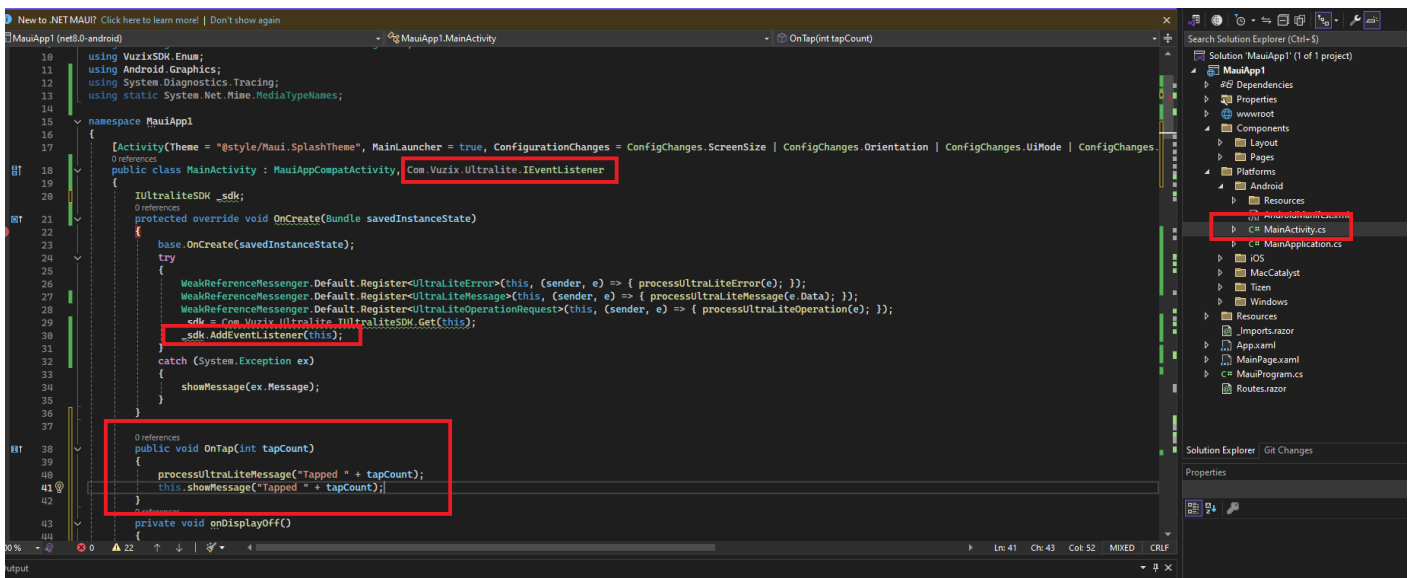 New to .NET MAUI? Click here to learn more! | Don't show again
MauiApp1 (net8.0-android)
MauiApp1.MainActivity
OnTap(int tapCount)
10 using VuzixSDK.Enum;
11 using Android.Graphics;
12 using System.Diagnostics.Tracing;
13 using static System.Net.Mime.MediaTypeNames;
14
15 namespace MauiApp1
16 {
17 [Activity(Theme = "@style/Maui.SplashTheme", MainLauncher = true, ConfigurationChanges = ConfigChanges.ScreenSize | ConfigChanges.Orientation | ConfigChanges.UiMode | ConfigChanges.
0 references
18 public class MainActivity : MauiAppCompatActivity, Com.Vuzix.Ultralite.IEventListener
19 {
20 IUltraliteSDK _sdk;
0 references
21 protected override void OnCreate(Bundle savedInstanceState)
22 {
23 base.OnCreate(savedInstanceState);
24 try
25 {
26 WeakReferenceMessenger.Default.Register<UltraLiteError>(this, (sender, e) => { processUltraLiteError(e); });
27 WeakReferenceMessenger.Default.Register<UltraLiteMessage>(this, (sender, e) => { processUltraLiteMessage(e.Data); });
28 WeakReferenceMessenger.Default.Register<UltraLiteOperationRequest>(this, (sender, e) => { processUltraLiteOperation(e); });
29 _sdk = Com.Vuzix.Ultralite.IUltraliteSDK.Get(this);
30 _sdk.AddEventListener(this);
31 }
32 catch (System.Exception ex)
33 {
34 showMessage(ex.Message);
35 }
36 }
37
0 references
38 public void OnTap(int tapCount)
39 {
40 processUltraLiteMessage("Tapped " + tapCount);
41 this.showMessage("Tapped " + tapCount);
42 }
0 references
43 private void onDisplayOff()
44 {
0 22
Ln: 41 Ch: 43 Col: 52 MIXED CRLF
Search Solution Explorer (Ctrl+$)
Solution 'MauiApp1' (1 of 1 project)
MauiApp1
Dependencies
Properties
wwwroot
Components
Layout
Pages
Platforms
Android
Resources
AndroidManifest.xml
C# MainActivity.cs
C# MainApplication.cs
iOS
MacCatalyst
Tizen
Windows
Resources
_Imports.razor
App.xaml
MainPage.xaml
C# MauiProgram.cs
Routes.razor
Solution Explorer Git Changes
Properties